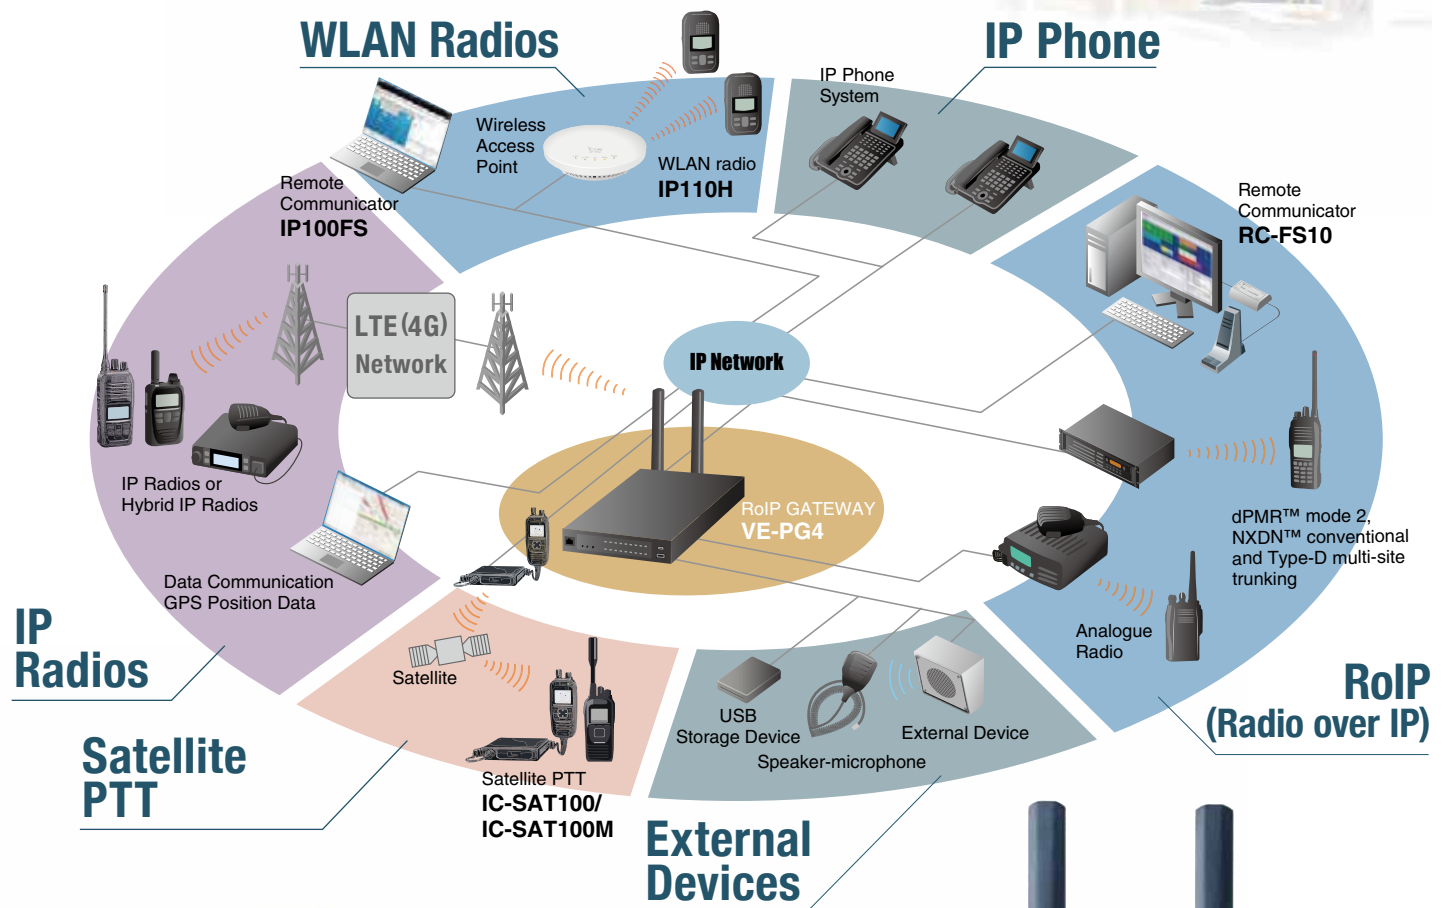 WLAN Radios
IP Phone
IP Phone
System
Wireless
Access
Point
WLAN radio
IP110H
Remote
Communicator
IP100FS
Remote
Communicator
RC-FS10
LTE(4G)
Network
IP Network
IP Radios or
Hybrid IP Radios
RoIP GATEWAY
VE-PG4
dPMR™ mode 2,
NXDN™ conventional
and Type-D multi-site
trunking
Data Communication
GPS Position Data
Analogue
Radio
IP
Radios
Satellite
RoIP
(Radio over IP)
USB
Storage Device
External Device
Speaker-microphone
Satellite
PTT
Satellite PTT
IC-SAT100/
IC-SAT100M
External
Devices